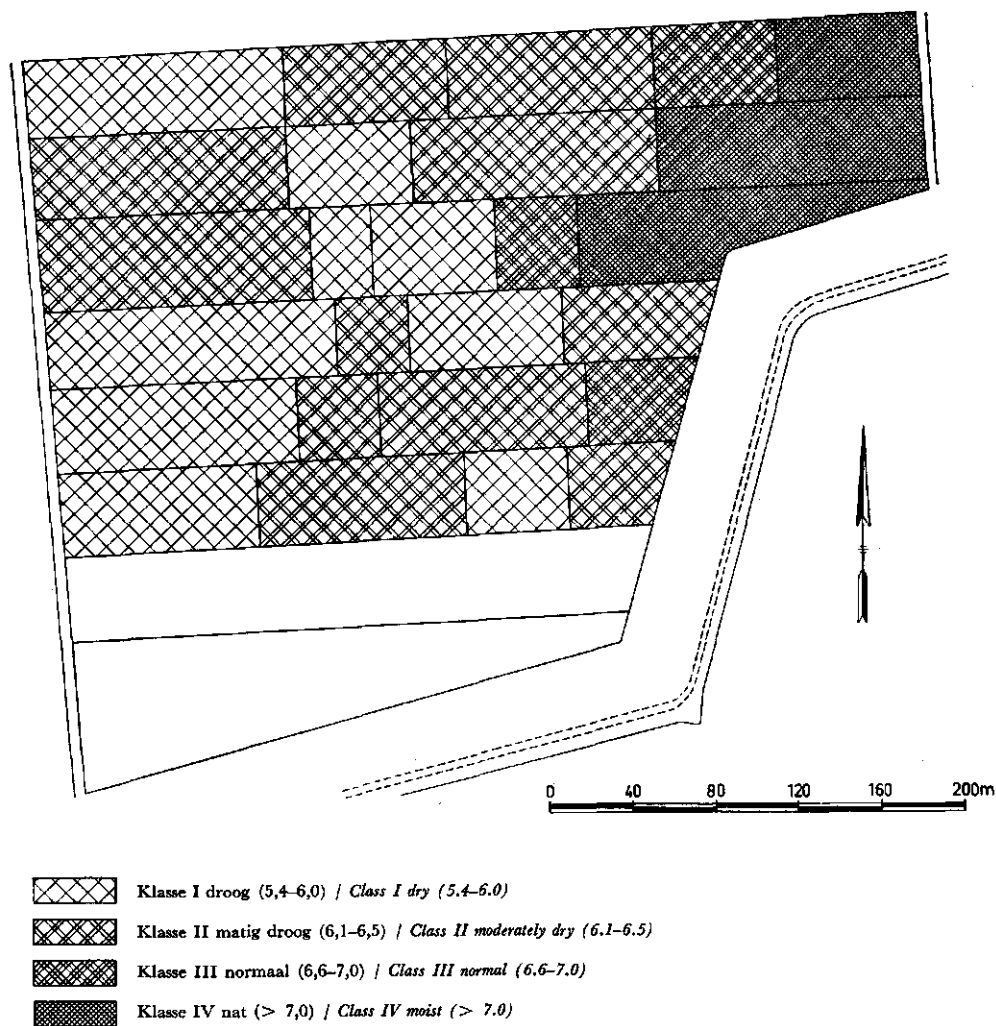 0 40 80 120 160 200m
Klasse I droog (5,4–6,0) / Class I dry (5.4–6.0)
Klasse II matig droog (6,1–6,5) / Class II moderately dry (6.1–6.5)
Klasse III normaal (6,6–7,0) / Class III normal (6.6–7.0)
Klasse IV nat (> 7,0) / Class IV moist (> 7.0)